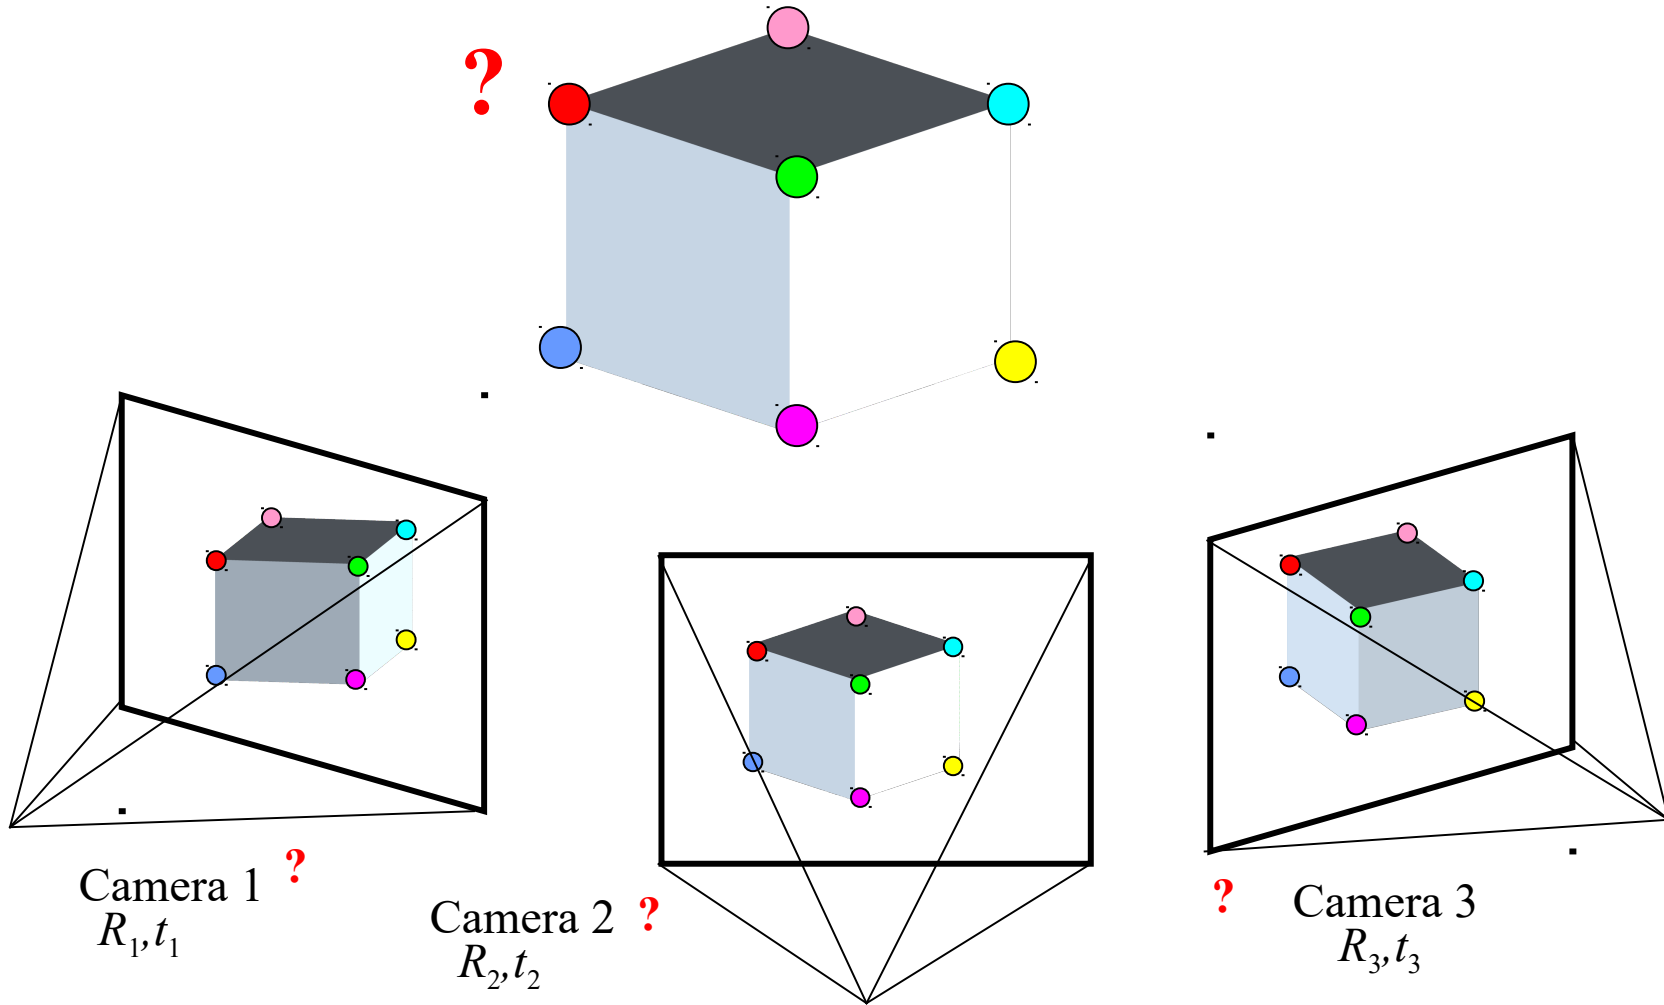 ?
Camera 1 ?
R₁,t₁
Camera 2 ?
R₂,t₂
? Camera 3
R₃,t₃